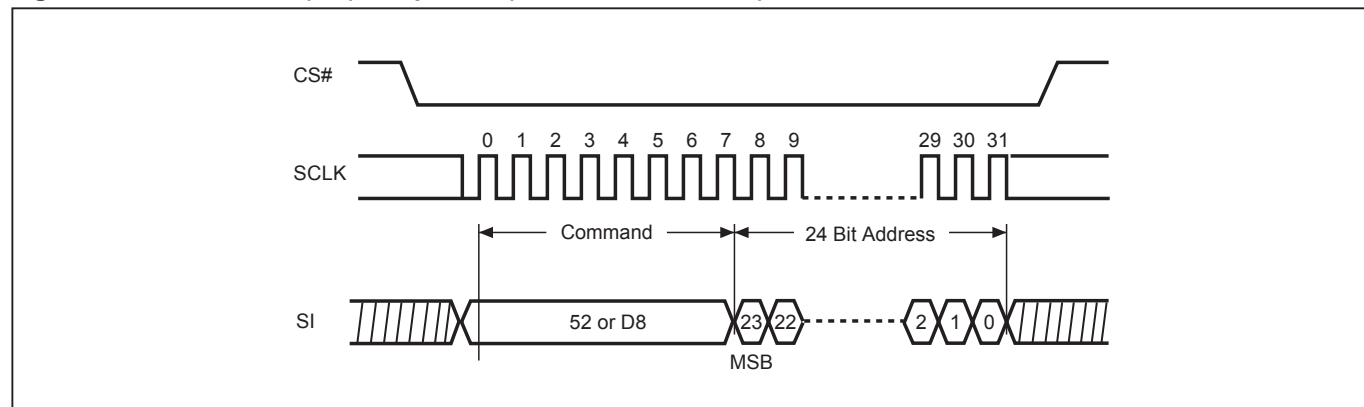 CS#
0 1 2 3 4 5 6 7 8 9 29 30 31
SCLK
Command 24 Bit Address
SI 52 or D8 23 22 2 1 0
MSB